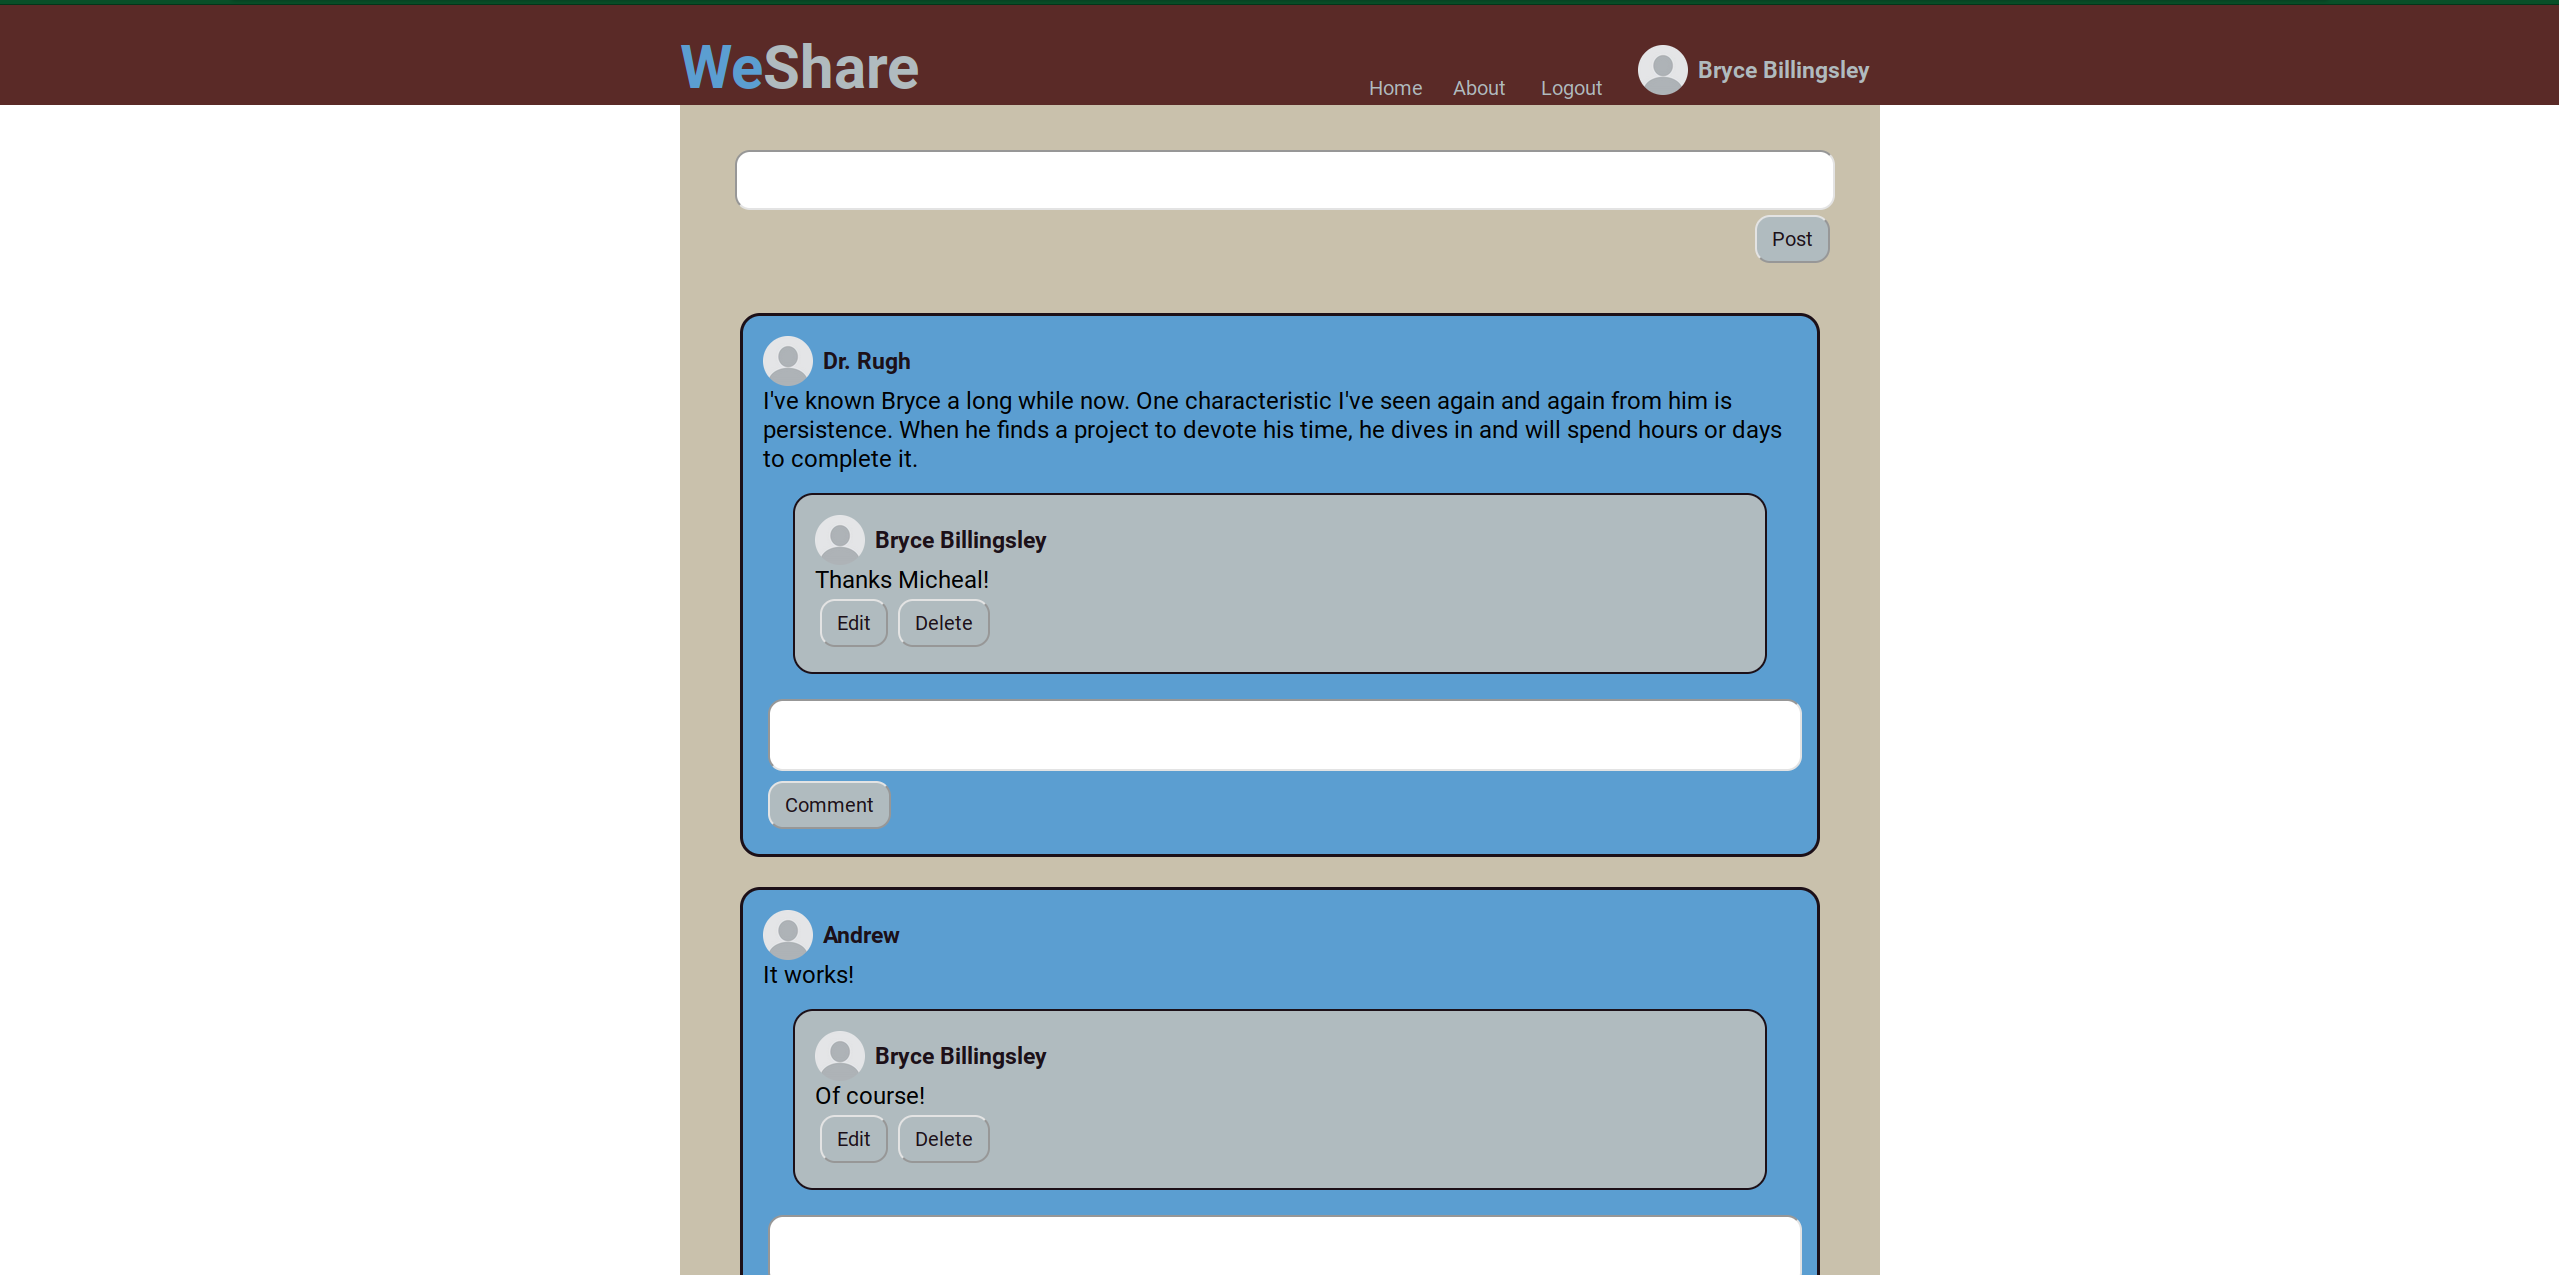 WeShare
Home About Logout Bryce Billingsley
Post
Dr. Rugh
I've known Bryce a long while now. One characteristic I've seen again and again from him is
persistence. When he finds a project to devote his time, he dives in and will spend hours or days
to complete it.
Bryce Billingsley
Thanks Micheal!
Edit Delete
Comment
Andrew
It works!
Bryce Billingsley
Of course!
Edit Delete